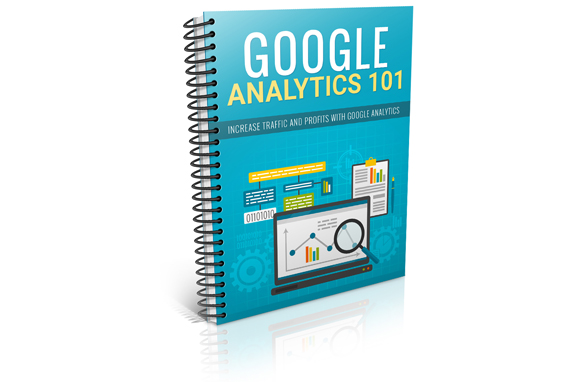 GOOGLE
ANALYTICS 101
INCREASE TRAFFIC AND PROFITS WITH GOOGLE ANALYTICS
01101010